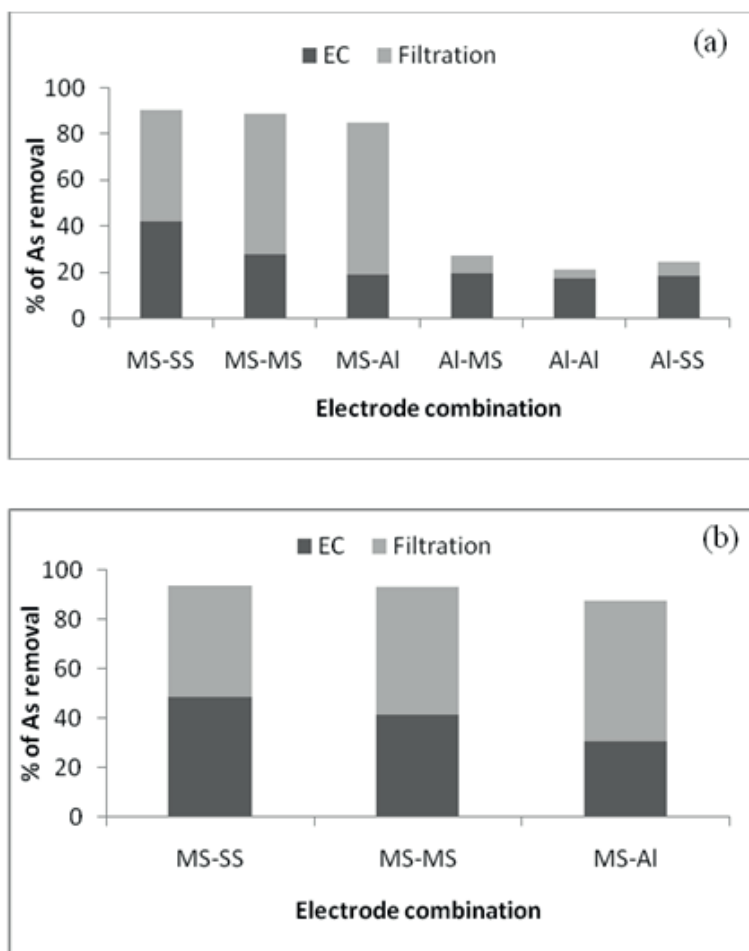 (a)
EC Filtration
100
80
60
40
20
0
% of As removal
MS-SS MS-MS MS-Al Al-MS Al-Al Al-SS
Electrode combination
(b)
EC Filtration
100
80
60
40
20
0
% of As removal
MS-SS MS-MS MS-Al
Electrode combination